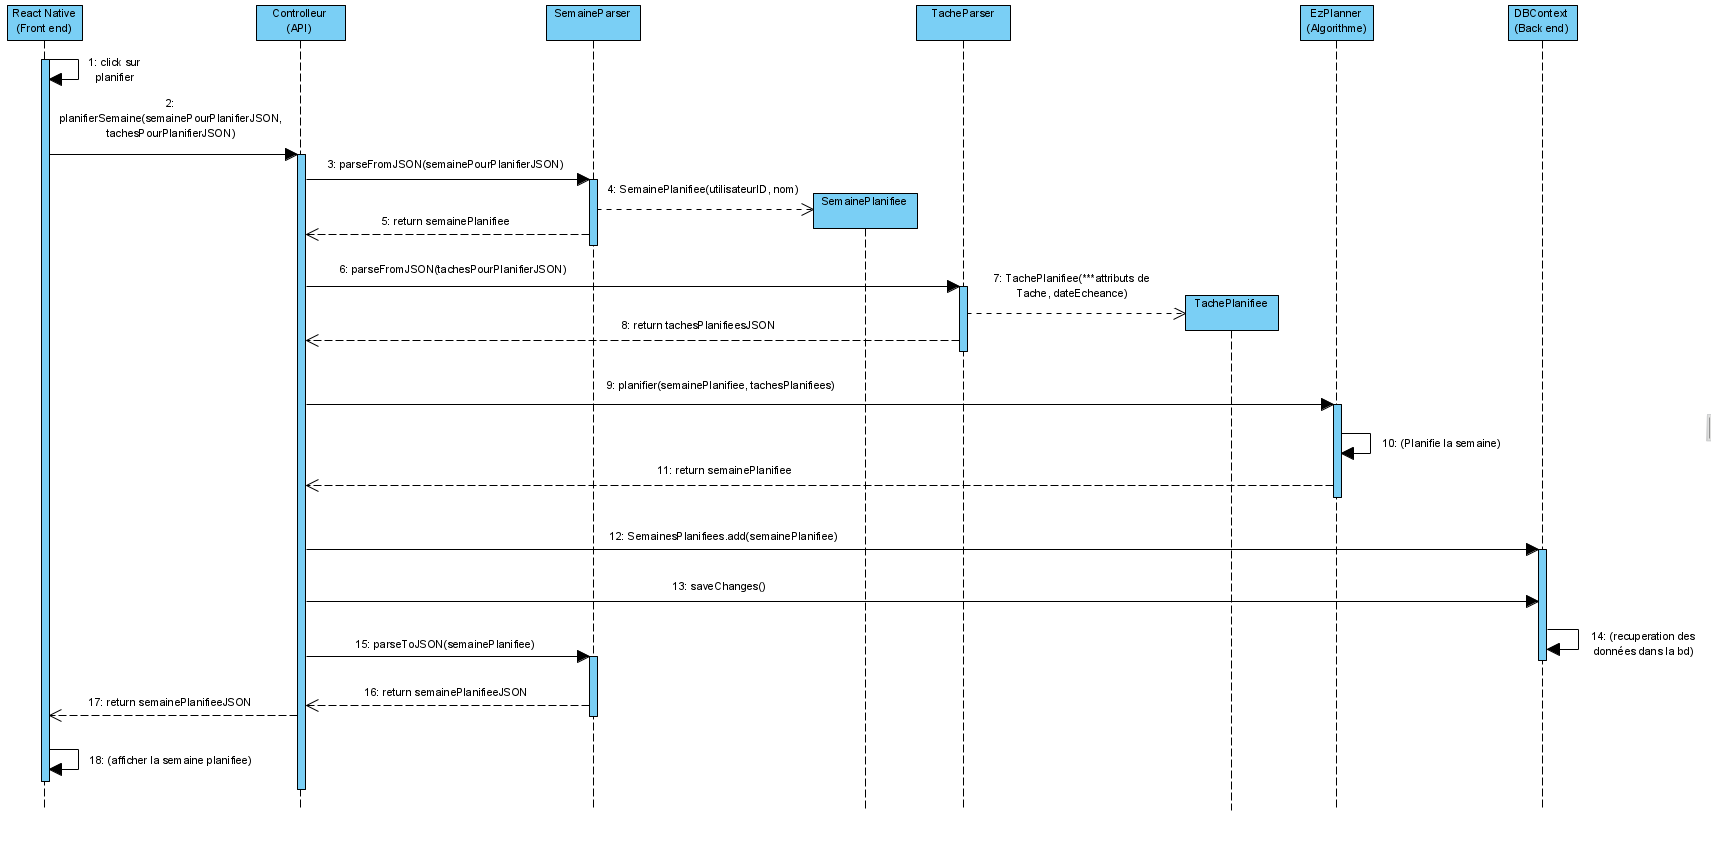 React Native
(Front end)
Controlleur
(API)
SemaineParser
TacheParser
EzPlanner
(Algorithme)
DBContext
(Back end)
1: click sur
planifier
2:
planifierSemaine(semainePourPlanifierJSON,
tachesPourPlanifierJSON)
3: parseFromJSON(semainePourPlanifierJSON)
4: SemainePlanifiee(utilisateurID, nom)
SemainePlanifiee
5: return semainePlanifiee
6: parseFromJSON(tachesPourPlanifierJSON)
7: TachePlanifiee(***attributs de
Tache, dateEcheance)
TachePlanifiee
8: return tachesPlanifieesJSON
9: planifier(semainePlanifiee, tachesPlanifiees)
10: (Planifie la semaine)
11: return semainePlanifiee
12: SemainesPlanifiees.add(semainePlanifiee)
13: saveChanges()
14: (recuperation des
données dans la bd)
15: parseToJSON(semainePlanifiee)
16: return semainePlanifieeJSON
17: return semainePlanifieeJSON
18: (afficher la semaine planifiee)